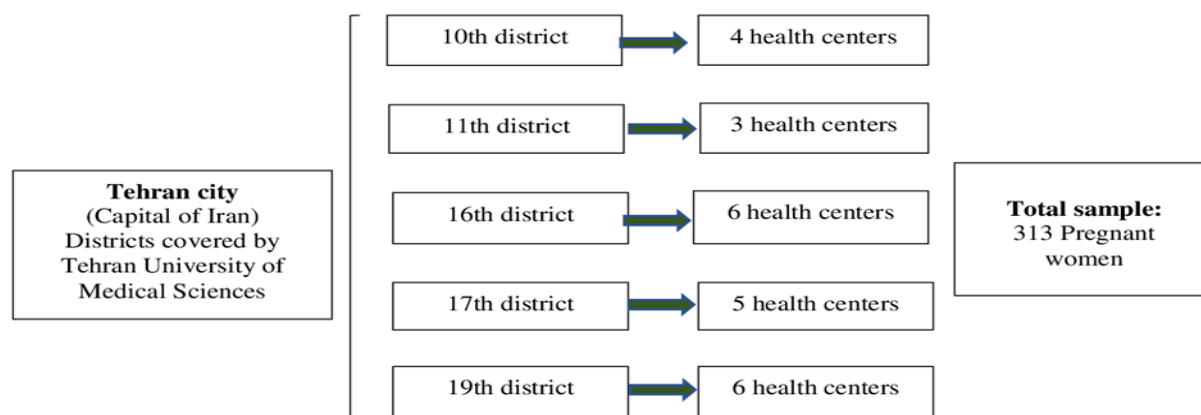 Tehran city
(Capital of Iran)
Districts covered by
Tehran University of
Medical Sciences
10th district
4 health centers
11th district
3 health centers
16th district
6 health centers
17th district
5 health centers
19th district
6 health centers
Total sample:
313 Pregnant
women